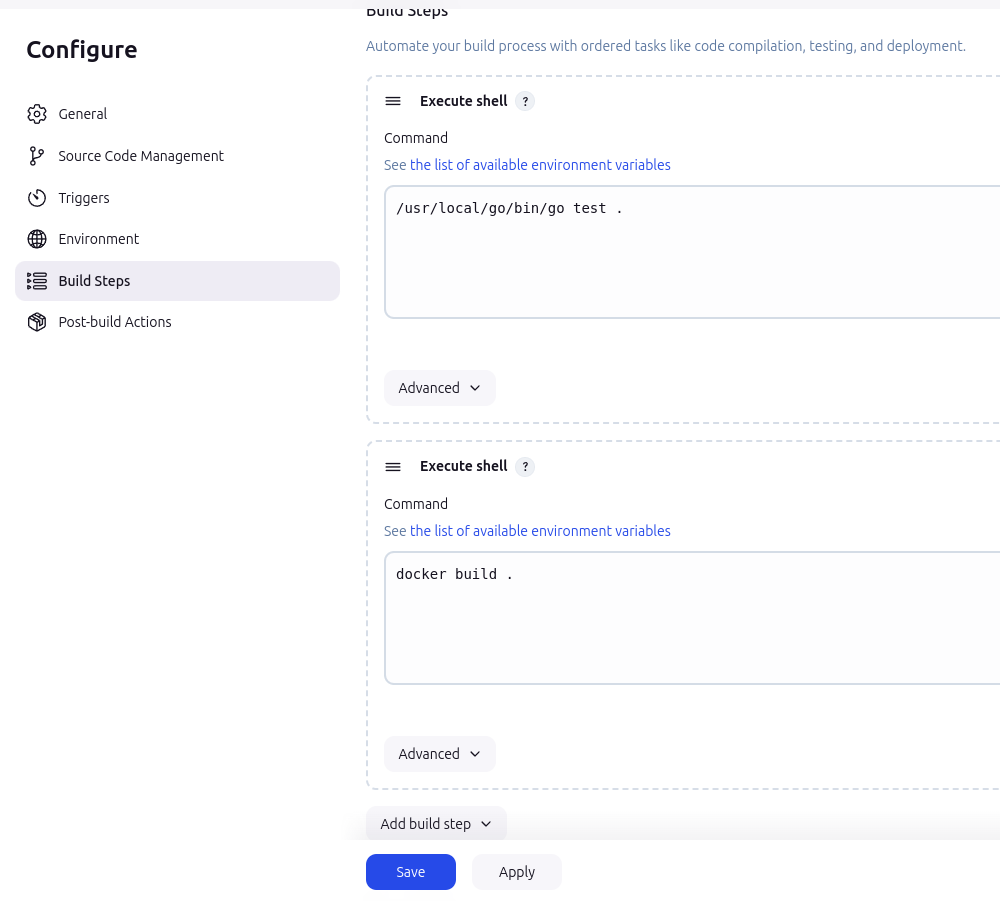 Configure
General
Source Code Management
Triggers
Environment
Build Steps
Post-build Actions
Build Steps
Automate your build process with ordered tasks like code compilation, testing, and deployment.
Execute shell ?
Command
See the list of available environment variables
/usr/local/go/bin/go test .
Advanced
Execute shell ?
Command
See the list of available environment variables
docker build .
Advanced
Add build step
Save Apply